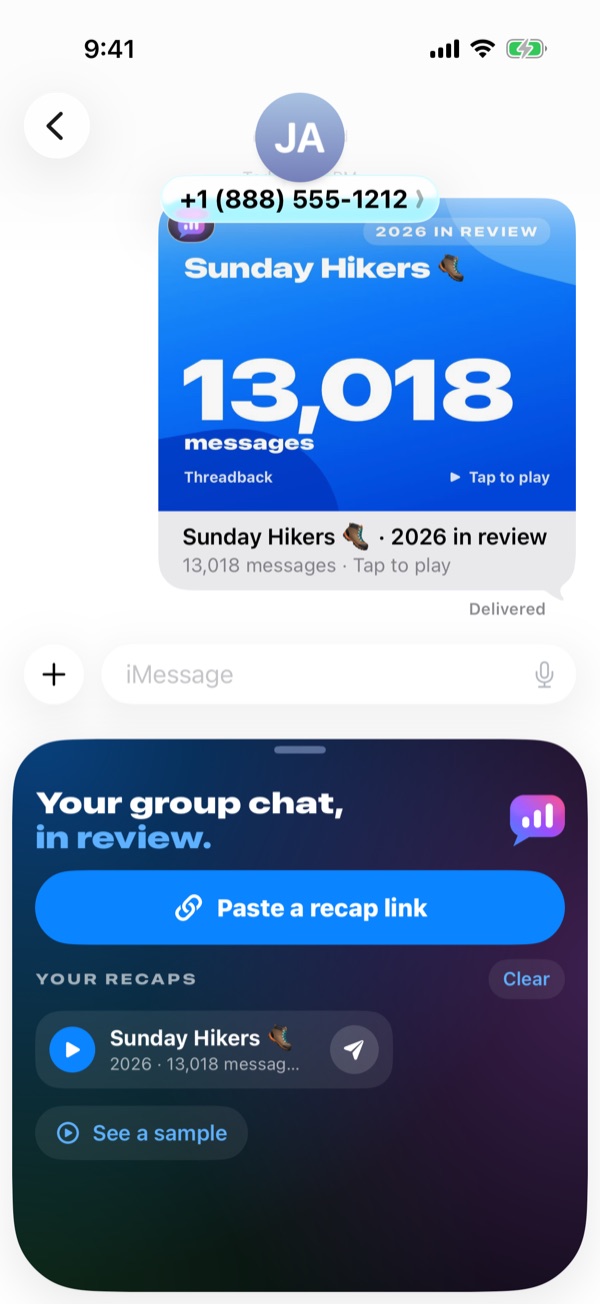 9:41
JA
+1 (888) 555-1212
2026 IN REVIEW
Sunday Hikers 🥾
13,018
messages
Threadback
Tap to play
Sunday Hikers 🥾 · 2026 in review
13,018 messages · Tap to play
Delivered
iMessage
Your group chat,
in review.
Paste a recap link
YOUR RECAPS
Clear
Sunday Hikers 🥾
2026 · 13,018 messag...
See a sample